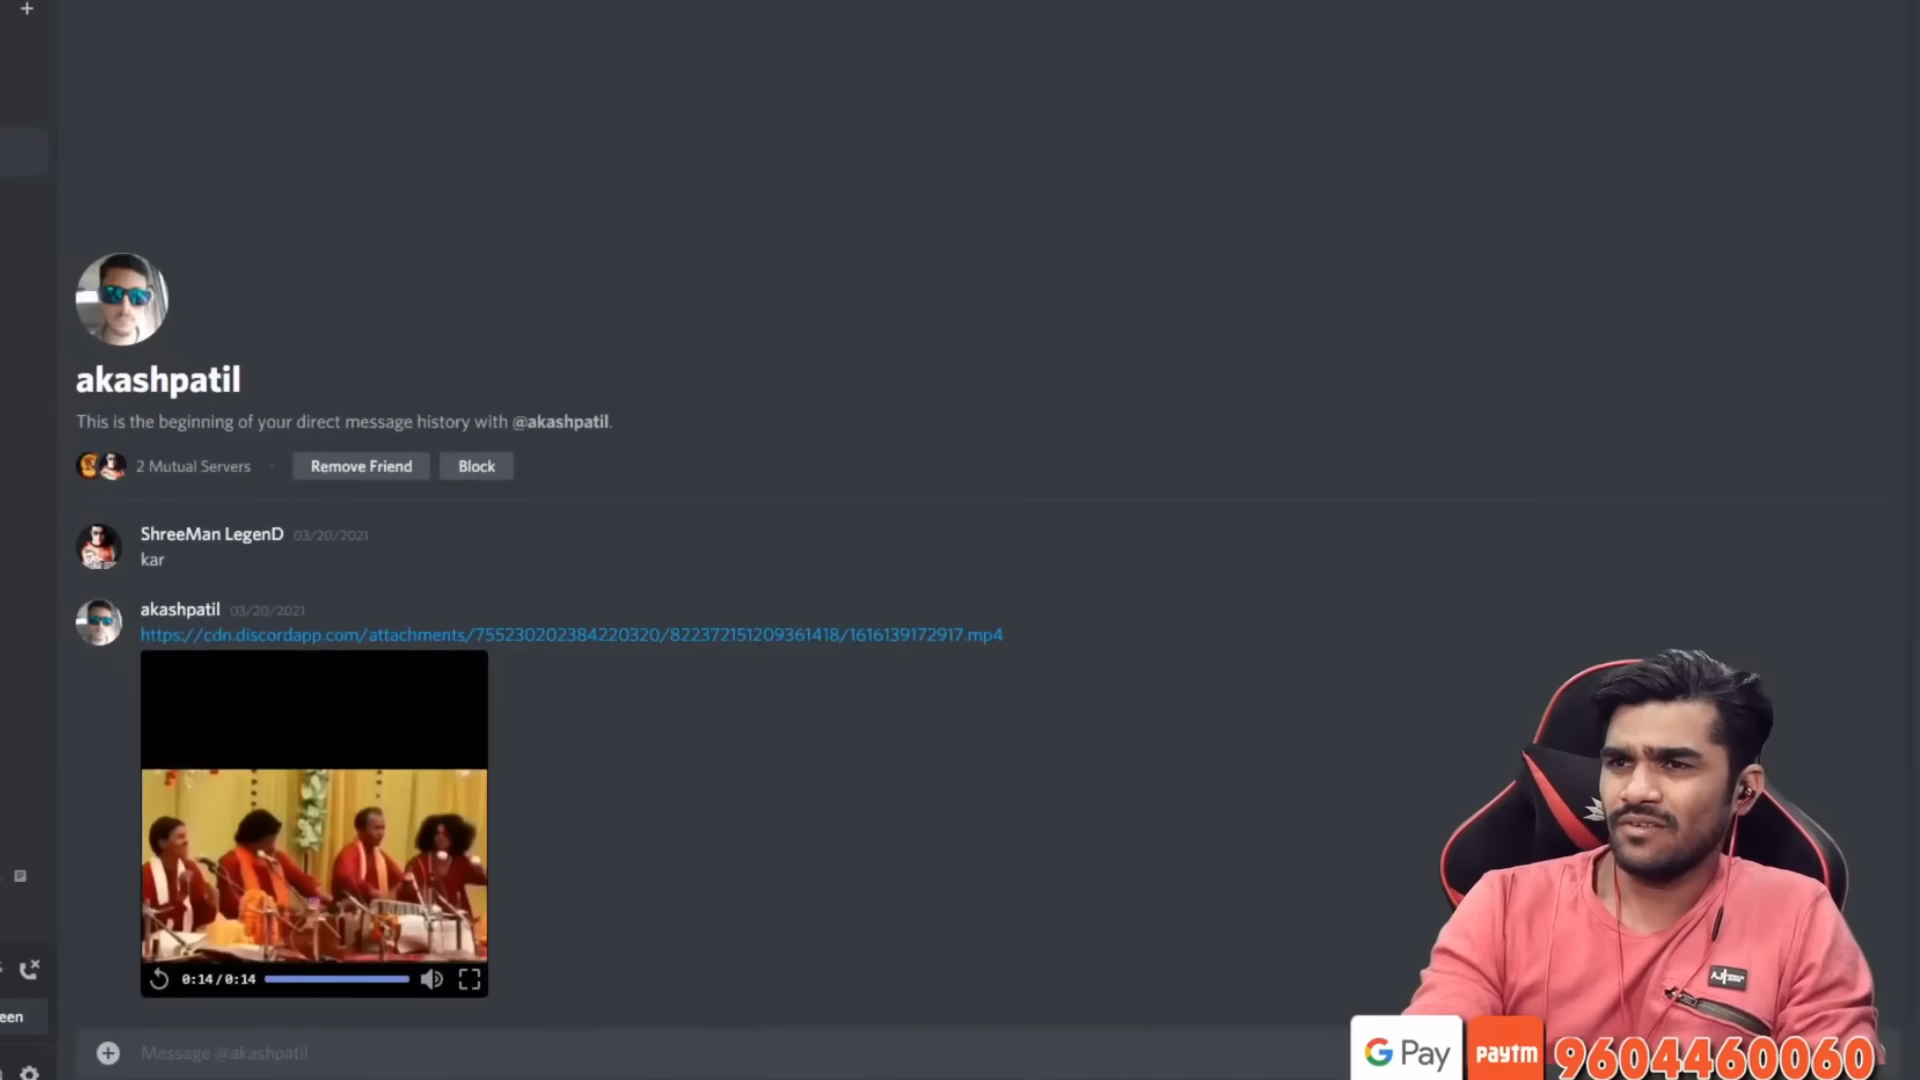 akashpatil
This is the beginning of your direct message history with @akashpatil.
2 Mutual Servers
Remove Friend
Block
ShreeMan LegenD 03/20/2021
kar
akashpatil 03/20/2021
https://cdn.discordapp.com/attachments/755230202384220320/822372151209361418/1616139172917.mp4
0:14/0:14
een
Message @akashpatil
G Pay
paytm
9604460060